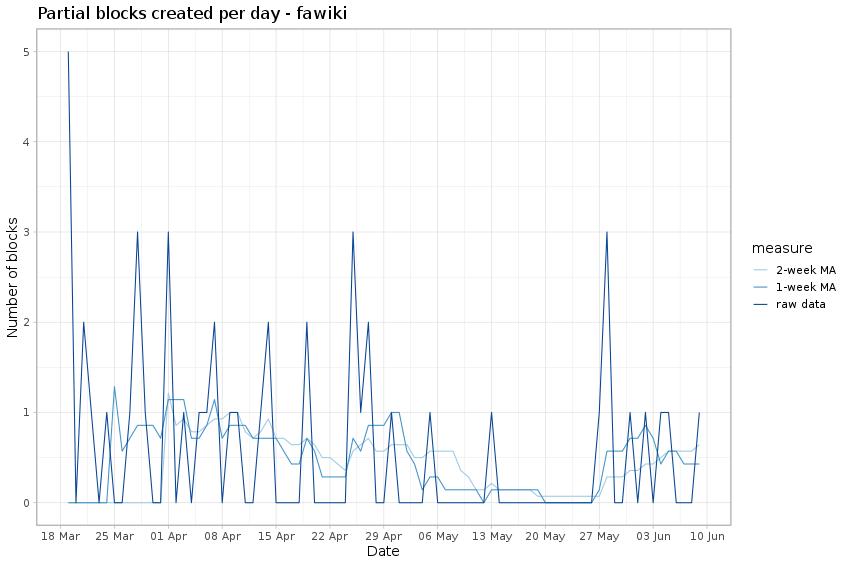 Partial blocks created per day - fawiki
Number of blocks
5
4
3
2
1
0
18 Mar 25 Mar 01 Apr 08 Apr 15 Apr 22 Apr 29 Apr 06 May 13 May 20 May 27 May 03 Jun 10 Jun
Date
measure
2-week MA
1-week MA
raw data